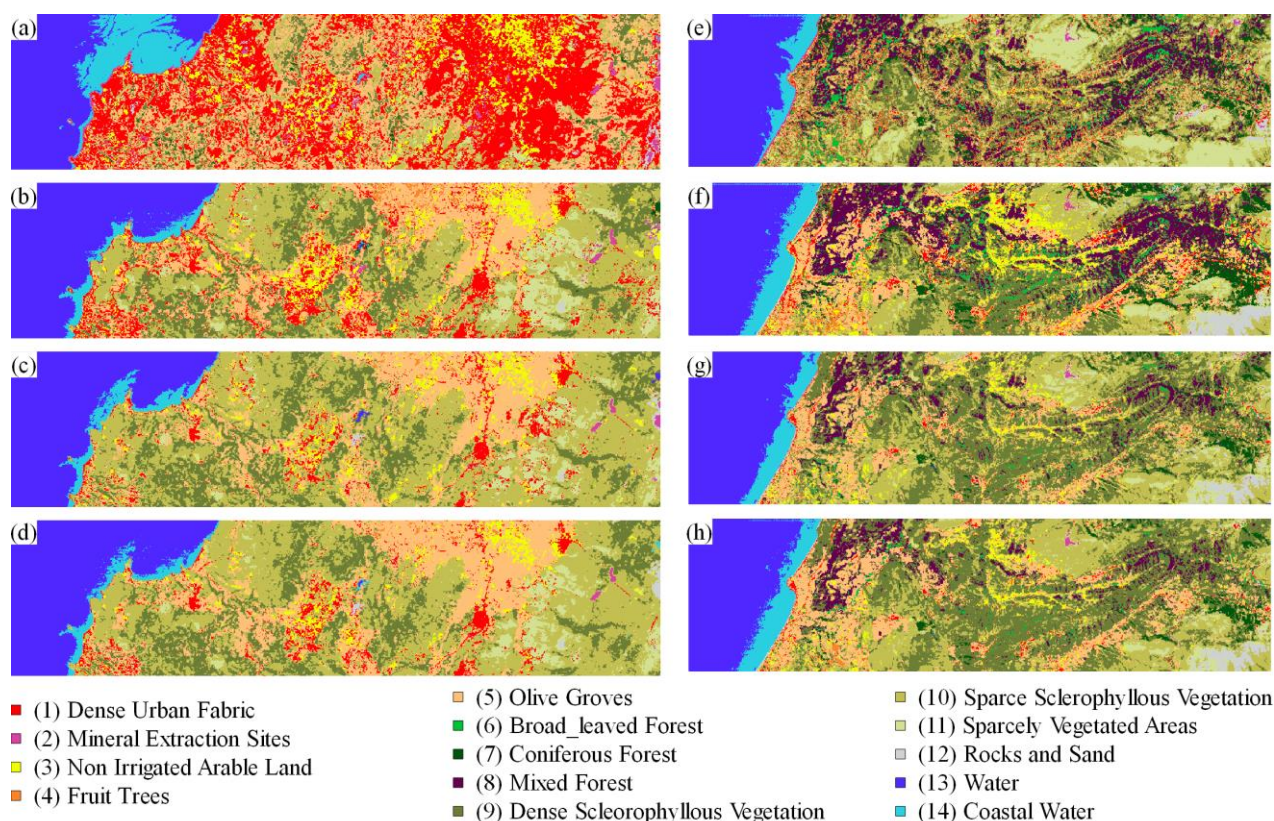 (a)
(b)
(c)
(d)
(e)
(f)
(g)
(h)
(1) Dense Urban Fabric
(2) Mineral Extraction Sites
(3) Non Irrigated Arable Land
(4) Fruit Trees
(5) Olive Groves
(6) Broad_leaved Forest
(7) Coniferous Forest
(8) Mixed Forest
(9) Dense Scleorophyllous Vegetation
(10) Sparce Sclerophyllous Vegetation
(11) Sparcely Vegetated Areas
(12) Rocks and Sand
(13) Water
(14) Coastal Water